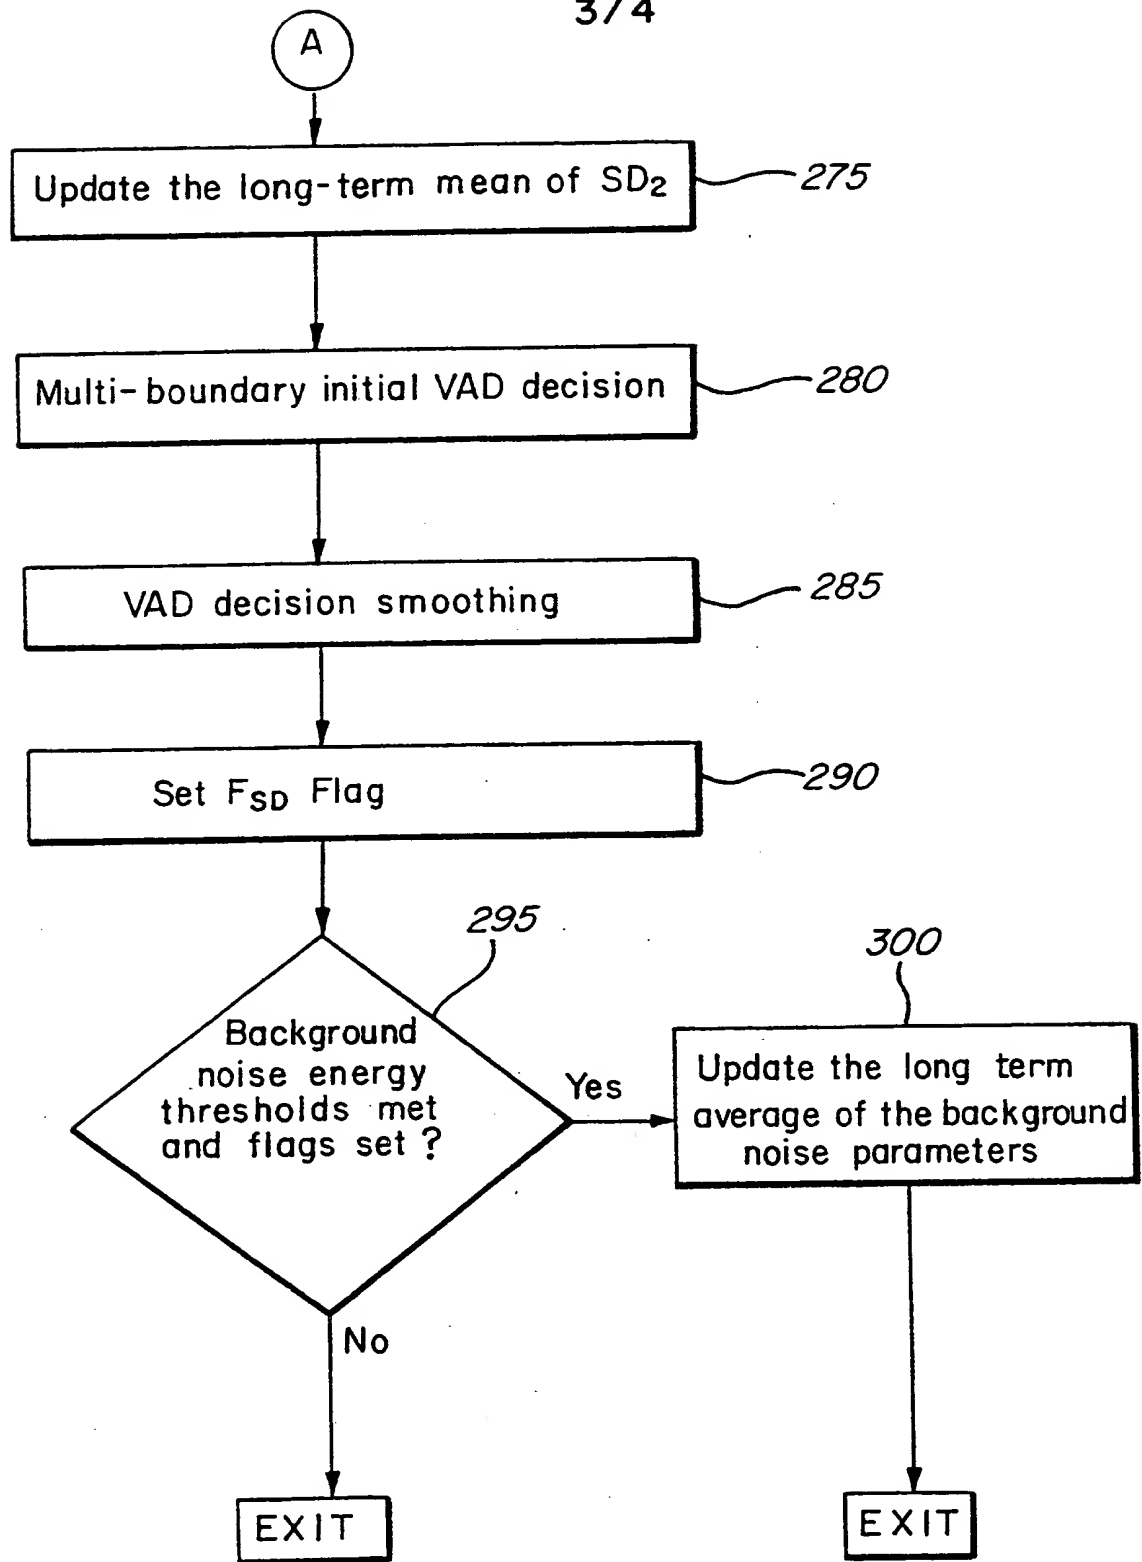 3/4
A
Update the long-term mean of SD₂
275
Multi-boundary initial VAD decision
280
VAD decision smoothing
285
Set F_SD Flag
290
295
300
Background
noise energy
thresholds met
and flags set ?
Yes
Update the long term
average of the background
noise parameters
No
EXIT
EXIT